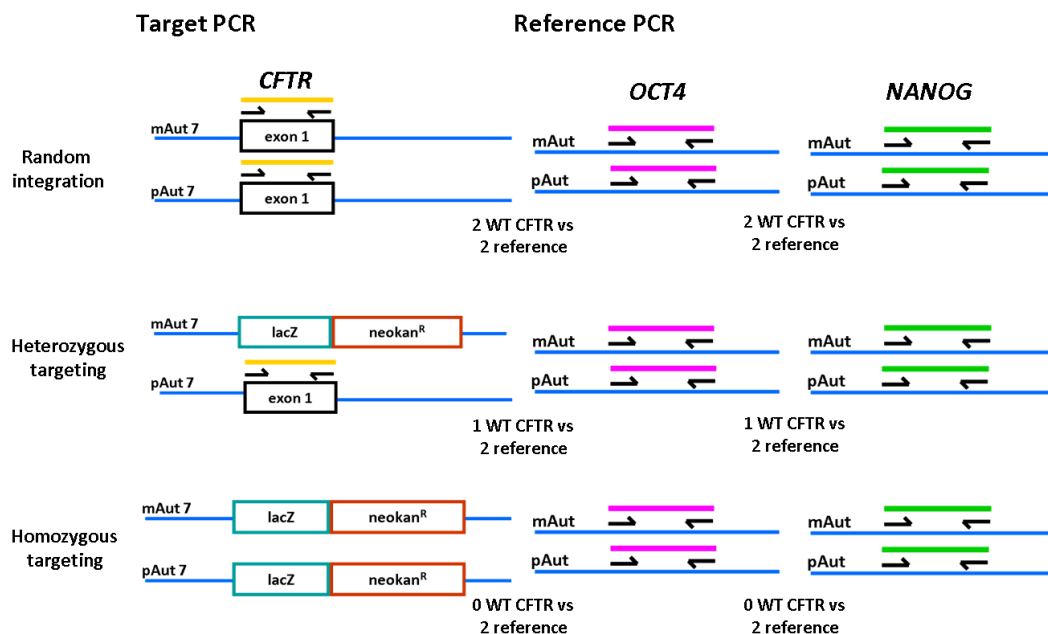 Target PCR
Reference PCR
CFTR
OCT4
NANOG
Random
integration
mAut 7
exon 1
pAut 7
exon 1
mAut
pAut
mAut
pAut
2 WT CFTR vs
2 reference
2 WT CFTR vs
2 reference
Heterozygous
targeting
mAut 7
lacZ
neokanᴿ
pAut 7
exon 1
mAut
pAut
mAut
pAut
1 WT CFTR vs
2 reference
1 WT CFTR vs
2 reference
Homozygous
targeting
mAut 7
lacZ
neokanᴿ
pAut 7
lacZ
neokanᴿ
mAut
pAut
mAut
pAut
0 WT CFTR vs
2 reference
0 WT CFTR vs
2 reference